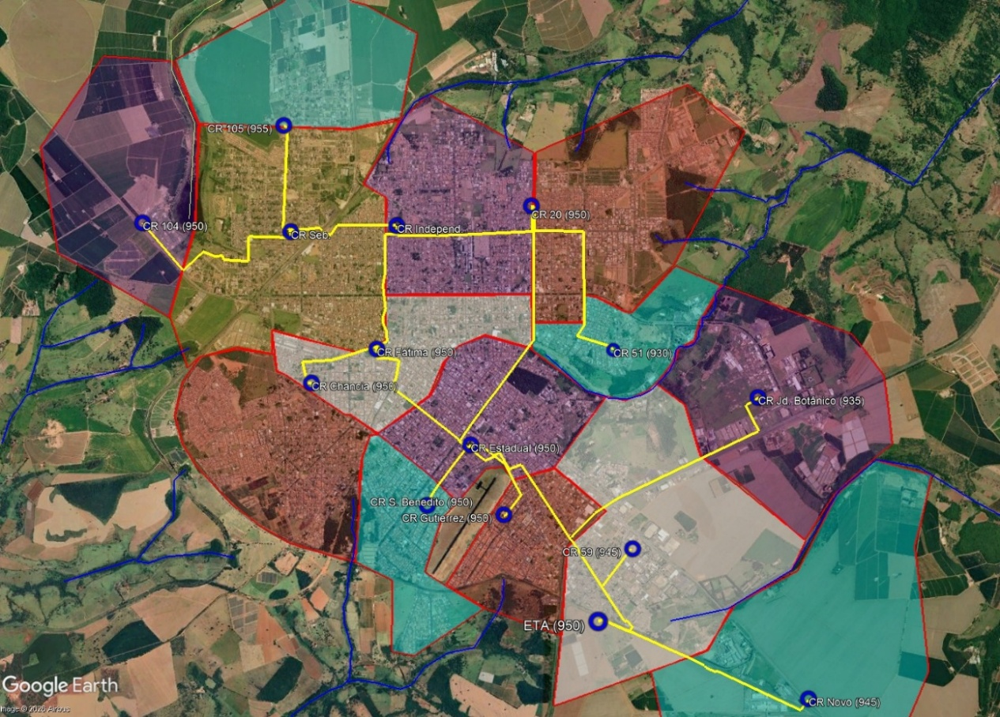 CR 105 (955)
CR 20 (950)
CR 104 (950)
CR Seb.
CR Independ.
CR Fátima (950)
CR 51 (930)
CR Chancia (950)
CR Jd. Botânico (935)
CR Estadual (950)
CR S. Benedito (950)
CR Gutierrez (950)
CR 59 (945)
ETA (950)
Google Earth
CR Novo (945)
Image © 2025 Airbus